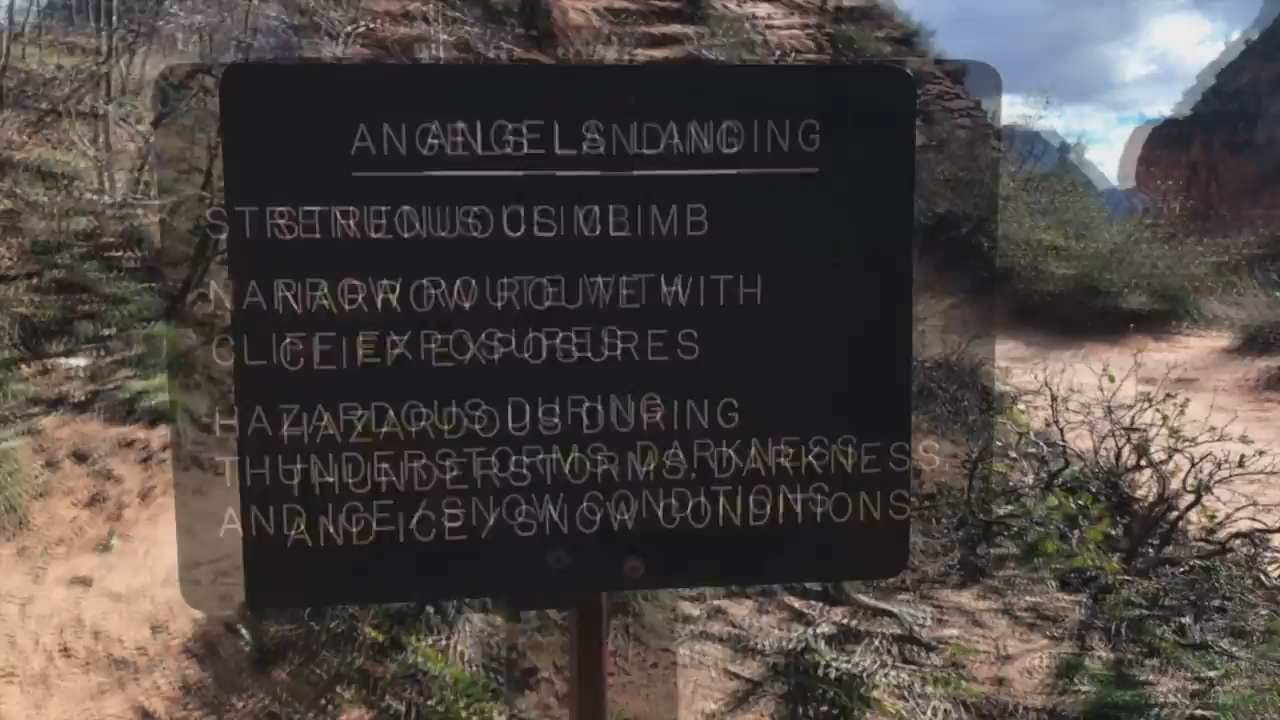 ANGELS LANDING
STRENUOUS CLIMB
NARROW ROUTE WITH
CLIFF EXPOSURES
HAZARDOUS DURING
THUNDERSTORMS, DARKNESS,
AND ICE/SNOW CONDITIONS